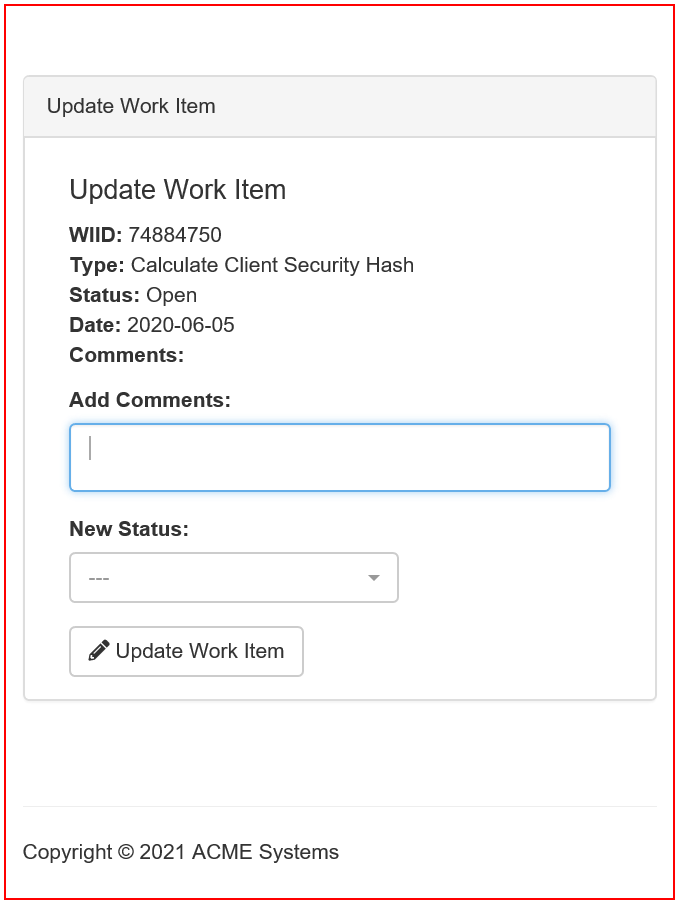 Update Work Item
Update Work Item
WIID: 74884750
Type: Calculate Client Security Hash
Status: Open
Date: 2020-06-05
Comments:
Add Comments:
New Status:
---
Update Work Item
Copyright © 2021 ACME Systems